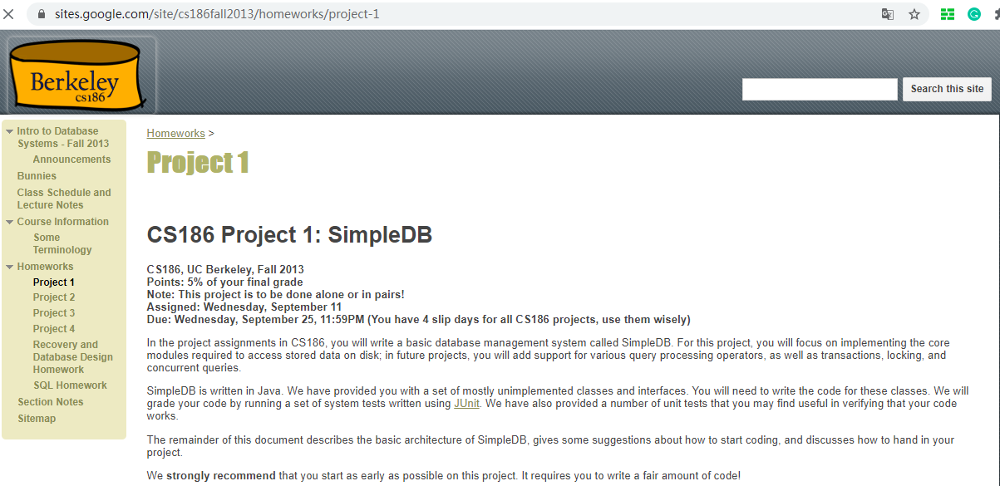 sites.google.com/site/cs186fall2013/homeworks/project-1
Berkeley
cs186
Search this site
Intro to Database
Systems - Fall 2013
Announcements
Bunnies
Class Schedule and
Lecture Notes
Course Information
Some
Terminology
Homeworks
Project 1
Project 2
Project 3
Project 4
Recovery and
Database Design
Homework
SQL Homework
Section Notes
Sitemap
Homeworks >
Project 1
CS186 Project 1: SimpleDB
CS186, UC Berkeley, Fall 2013
Points: 5% of your final grade
Note: This project is to be done alone or in pairs!
Assigned: Wednesday, September 11
Due: Wednesday, September 25, 11:59PM (You have 4 slip days for all CS186 projects, use them wisely)
In the project assignments in CS186, you will write a basic database management system called SimpleDB. For this project, you will focus on implementing the core
modules required to access stored data on disk; in future projects, you will add support for various query processing operators, as well as transactions, locking, and
concurrent queries.
SimpleDB is written in Java. We have provided you with a set of mostly unimplemented classes and interfaces. You will need to write the code for these classes. We will
grade your code by running a set of system tests written using JUnit. We have also provided a number of unit tests that you may find useful in verifying that your code
works.
The remainder of this document describes the basic architecture of SimpleDB, gives some suggestions about how to start coding, and discusses how to hand in your
project.
We strongly recommend that you start as early as possible on this project. It requires you to write a fair amount of code!